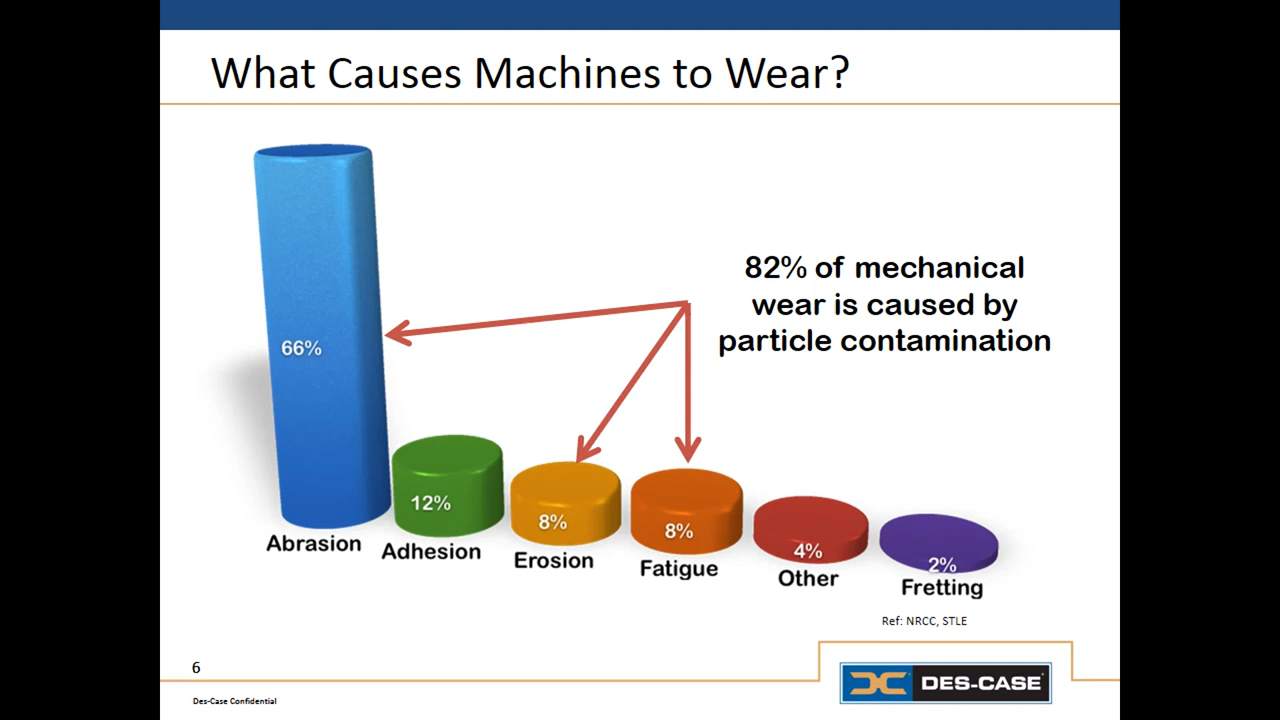 What Causes Machines to Wear?
82% of mechanical
wear is caused by
particle contamination
66%
12%
8%
8%
4%
2%
Abrasion
Adhesion
Erosion
Fatigue
Other
Fretting
Ref: NRCC, STLE
6
Des-Case Confidential
DES-CASE